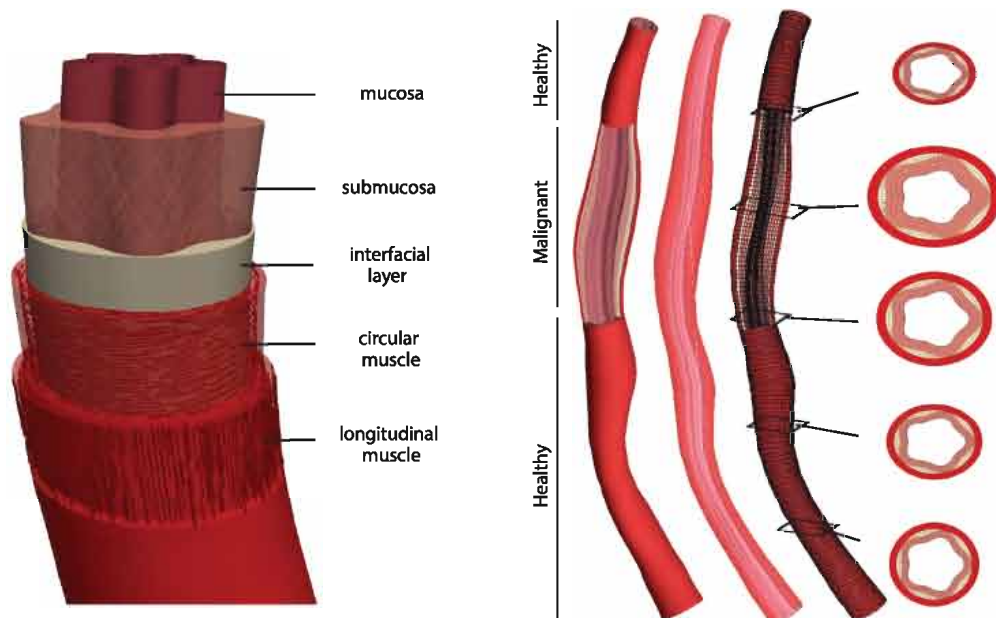 mucosa
submucosa
interfacial
layer
circular
muscle
longitudinal
muscle
Healthy
Malignant
Healthy